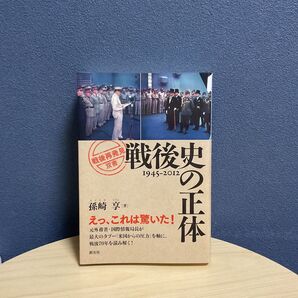 戦後再発見
双書
戦後史の正体
1945-2012
孫崎 享
えっ、これは驚いた!
元外務省・国際情報局長が
最大のタブー「米国からの圧力」を軸に、
戦後70年を読み解く!
創元社